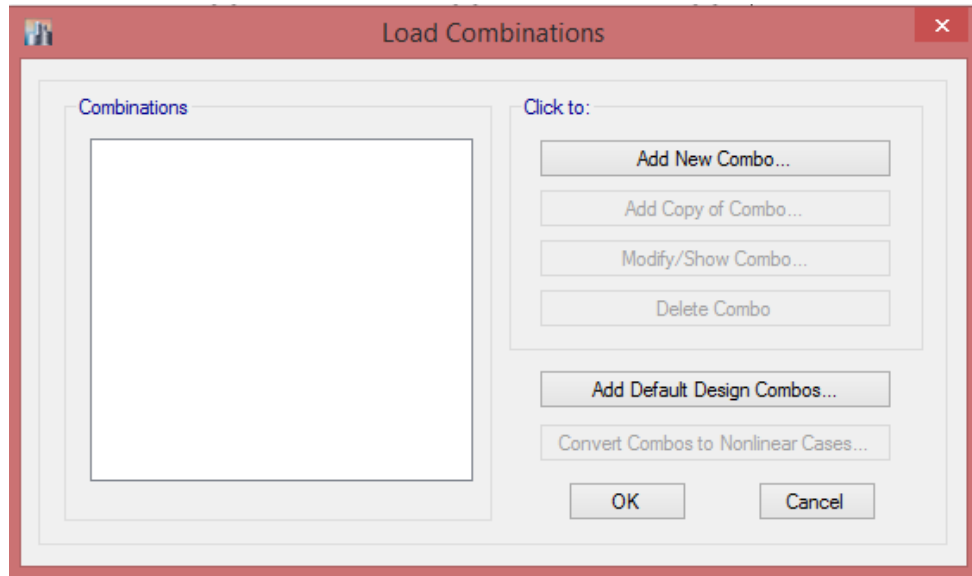 Load Combinations
Combinations
Click to:
Add New Combo...
Add Copy of Combo...
Modify/Show Combo...
Delete Combo
Add Default Design Combos...
Convert Combos to Nonlinear Cases...
OK
Cancel